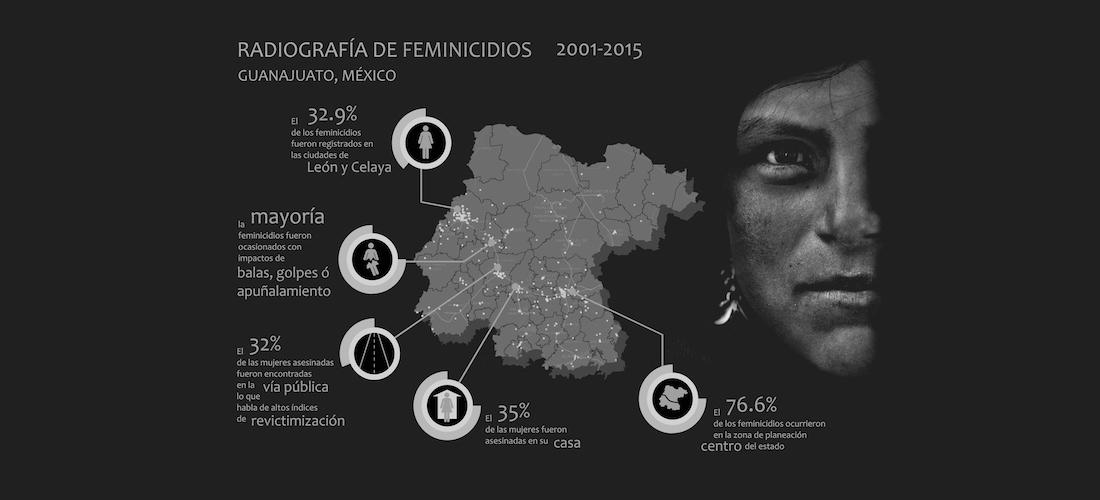 RADIOGRAFÍA DE FEMINICIDIOS 2001-2015
GUANAJUATO, MÉXICO
El 32.9%
de los feminicidios
fueron registrados en
las ciudades de
León y Celaya
la mayoría
feminicidios fueron
ocasionados con
impactos de
balas, golpes ó
apuñalamiento
El 32%
de las mujeres asesinadas
fueron encontradas
en la vía pública
lo que
habla de altos índices
de revictimización
El 35%
de las mujeres fueron
asesinadas en su casa
El 76.6%
de los feminicidios ocurrieron
en la zona de planeación
centro del estado